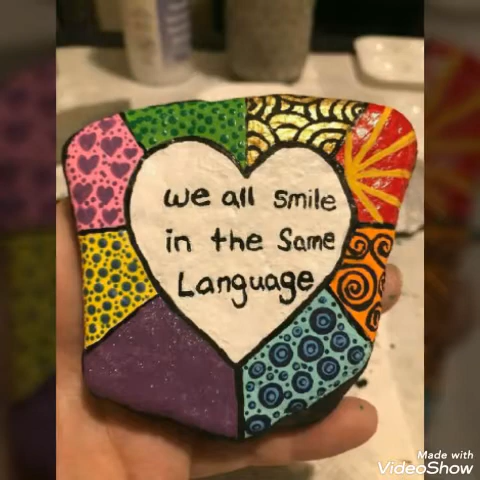 we all smile
in the Same
Language
Made with
VideoShow